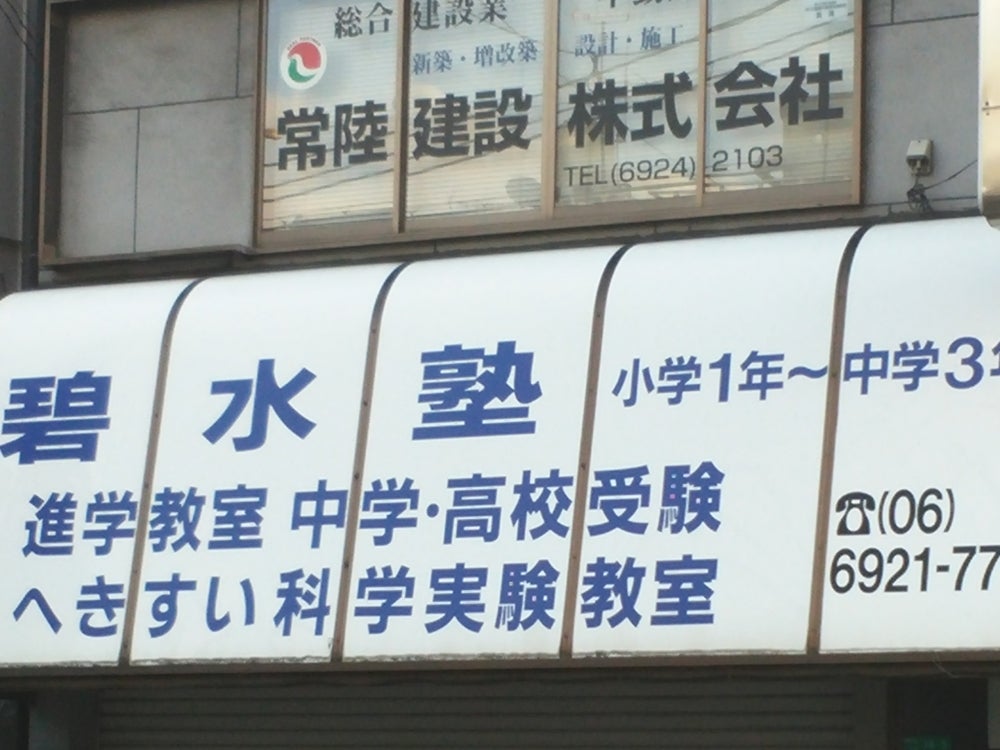 総合建設業
新築・増改築 設計・施工
常陸建設株式会社
TEL(6924)2103
碧水塾 小学1年～中学3年
進学教室 中学・高校受験
へきすい科学実験教室
☎(06)
6921-77